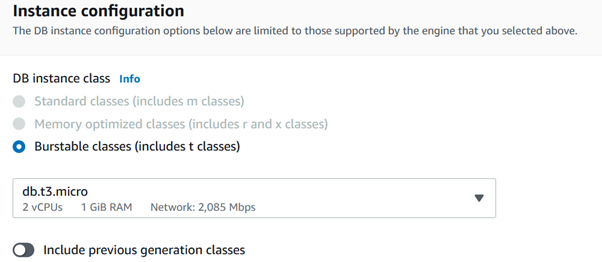 Instance configuration
The DB instance configuration options below are limited to those supported by the engine that you selected above.
DB instance class Info
Standard classes (includes m classes)
Memory optimized classes (includes r and x classes)
Burstable classes (includes t classes)
db.t3.micro
2 vCPUs 1 GiB RAM Network: 2,085 Mbps
Include previous generation classes